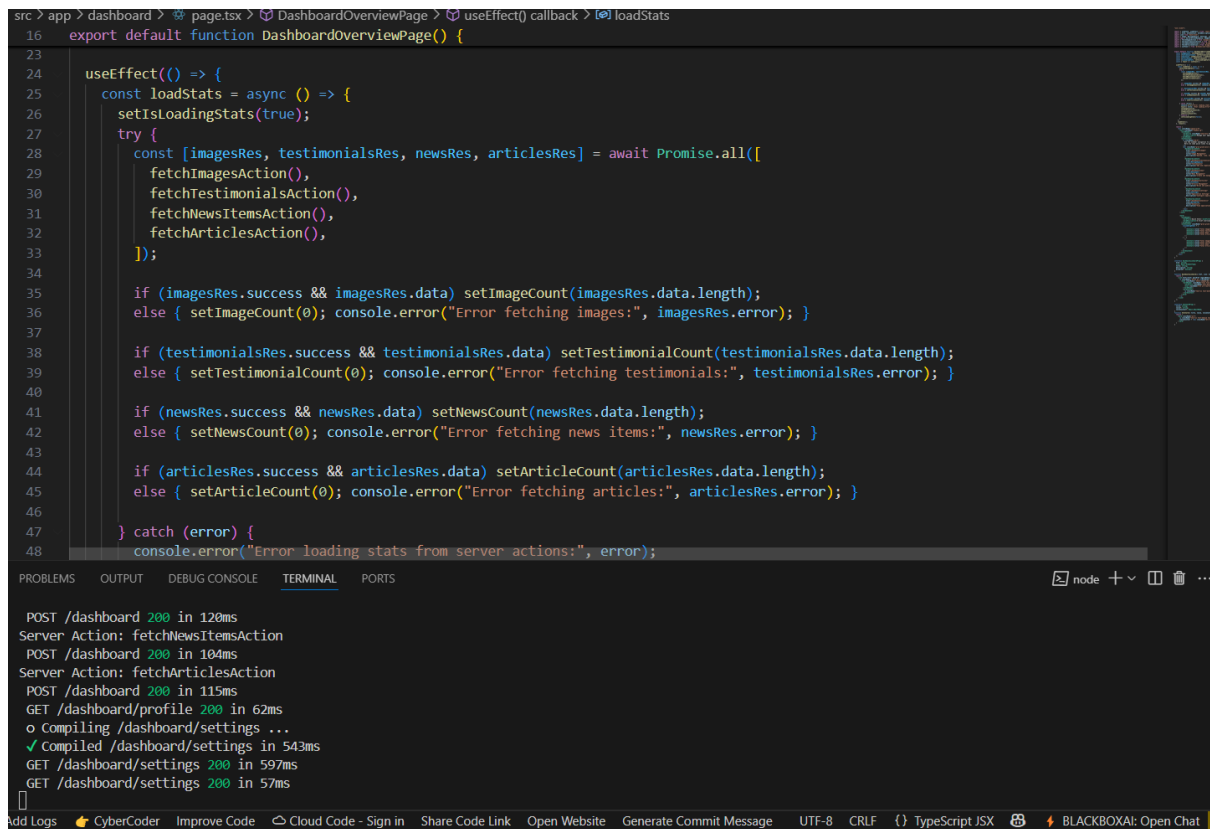 src > app > dashboard > page.tsx > DashboardOverviewPage > useEffect() callback > loadStats
16 export default function DashboardOverviewPage() {
23
24 useEffect(() => {
25 const loadStats = async () => {
26 setIsLoadingStats(true);
27 try {
28 const [imagesRes, testimonialsRes, newsRes, articlesRes] = await Promise.all([
29 fetchImagesAction(),
30 fetchTestimonialsAction(),
31 fetchNewsItemsAction(),
32 fetchArticlesAction(),
33 ]);
34
35 if (imagesRes.success && imagesRes.data) setImageCount(imagesRes.data.length);
36 else { setImageCount(0); console.error("Error fetching images:", imagesRes.error); }
37
38 if (testimonialsRes.success && testimonialsRes.data) setTestimonialCount(testimonialsRes.data.length);
39 else { setTestimonialCount(0); console.error("Error fetching testimonials:", testimonialsRes.error); }
40
41 if (newsRes.success && newsRes.data) setNewsCount(newsRes.data.length);
42 else { setNewsCount(0); console.error("Error fetching news items:", newsRes.error); }
43
44 if (articlesRes.success && articlesRes.data) setArticleCount(articlesRes.data.length);
45 else { setArticleCount(0); console.error("Error fetching articles:", articlesRes.error); }
46
47 } catch (error) {
48 console.error("Error loading stats from server actions:", error);
PROBLEMS OUTPUT DEBUG CONSOLE TERMINAL PORTS node
POST /dashboard 200 in 120ms
Server Action: fetchNewsItemsAction
POST /dashboard 200 in 104ms
Server Action: fetchArticlesAction
POST /dashboard 200 in 115ms
GET /dashboard/profile 200 in 62ms
○ Compiling /dashboard/settings ...
✓ Compiled /dashboard/settings in 543ms
GET /dashboard/settings 200 in 597ms
GET /dashboard/settings 200 in 57ms
Add Logs CyberCoder Improve Code Cloud Code - Sign in Share Code Link Open Website Generate Commit Message UTF-8 CRLF {} TypeScript JSX BLACKBOXAI: Open Chat